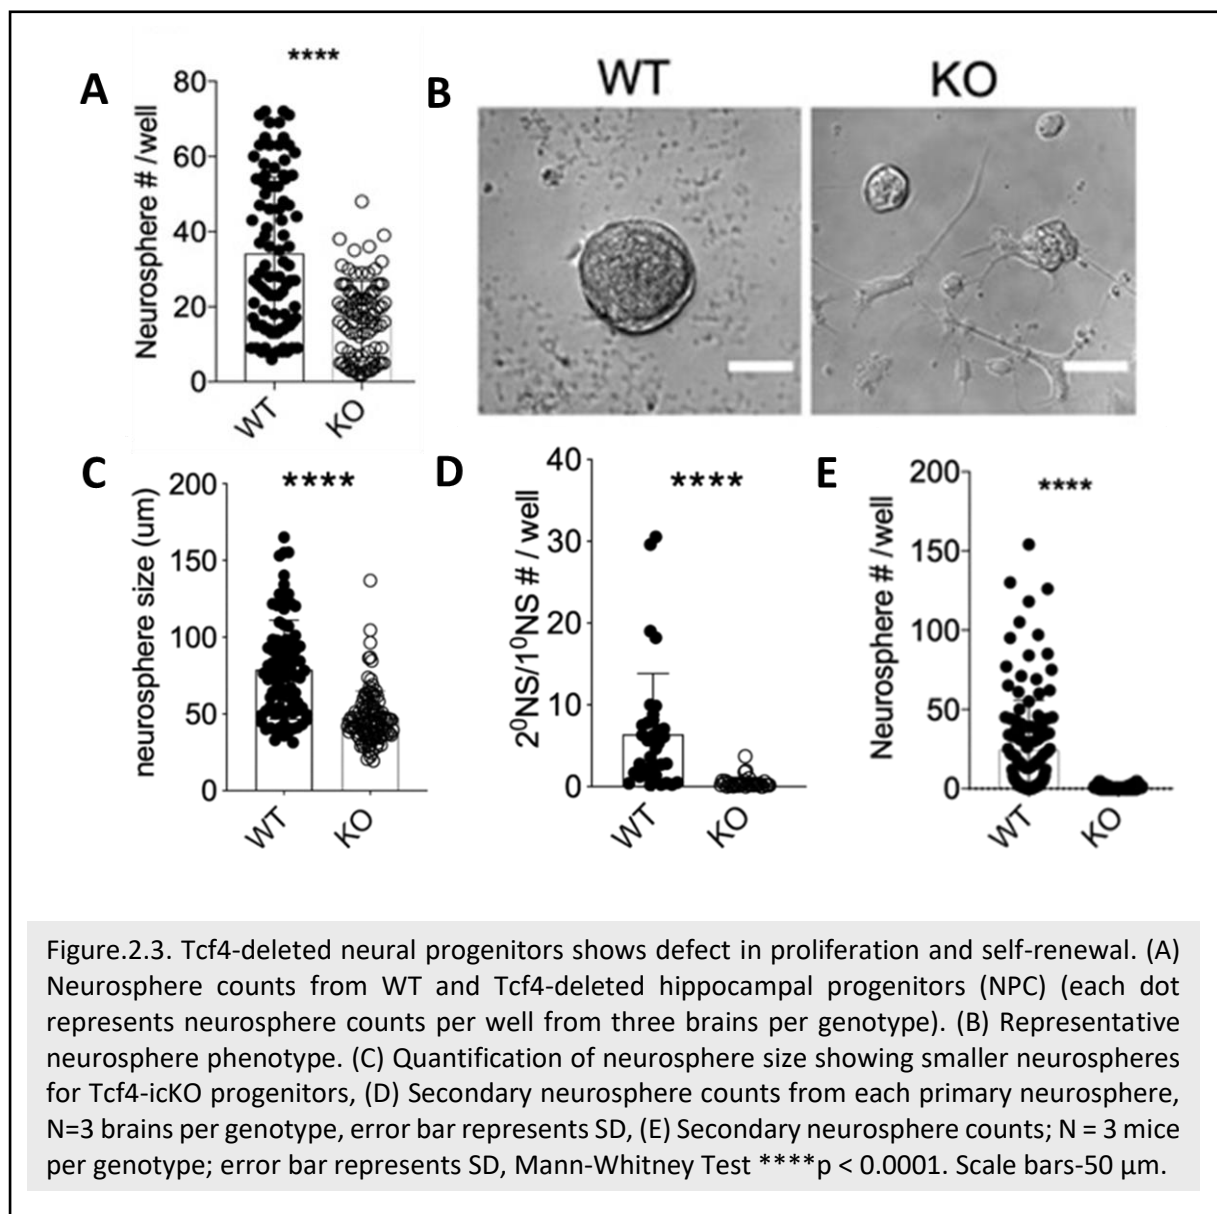 A
****
Neurosphere # /well
80
60
40
20
0
WT
KO
B
WT
KO
C
****
neurosphere size (um)
200
150
100
50
0
WT
KO
D
****
2⁰NS/1⁰NS # / well
40
30
20
10
0
WT
KO
E
****
Neurosphere # /well
200
150
100
50
0
WT
KO
Figure.2.3. Tcf4-deleted neural progenitors shows defect in proliferation and self-renewal. (A)
Neurosphere counts from WT and Tcf4-deleted hippocampal progenitors (NPC) (each dot
represents neurosphere counts per well from three brains per genotype). (B) Representative
neurosphere phenotype. (C) Quantification of neurosphere size showing smaller neurospheres
for Tcf4-icKO progenitors, (D) Secondary neurosphere counts from each primary neurosphere,
N=3 brains per genotype, error bar represents SD, (E) Secondary neurosphere counts; N = 3 mice
per genotype; error bar represents SD, Mann-Whitney Test ****p < 0.0001. Scale bars-50 μm.